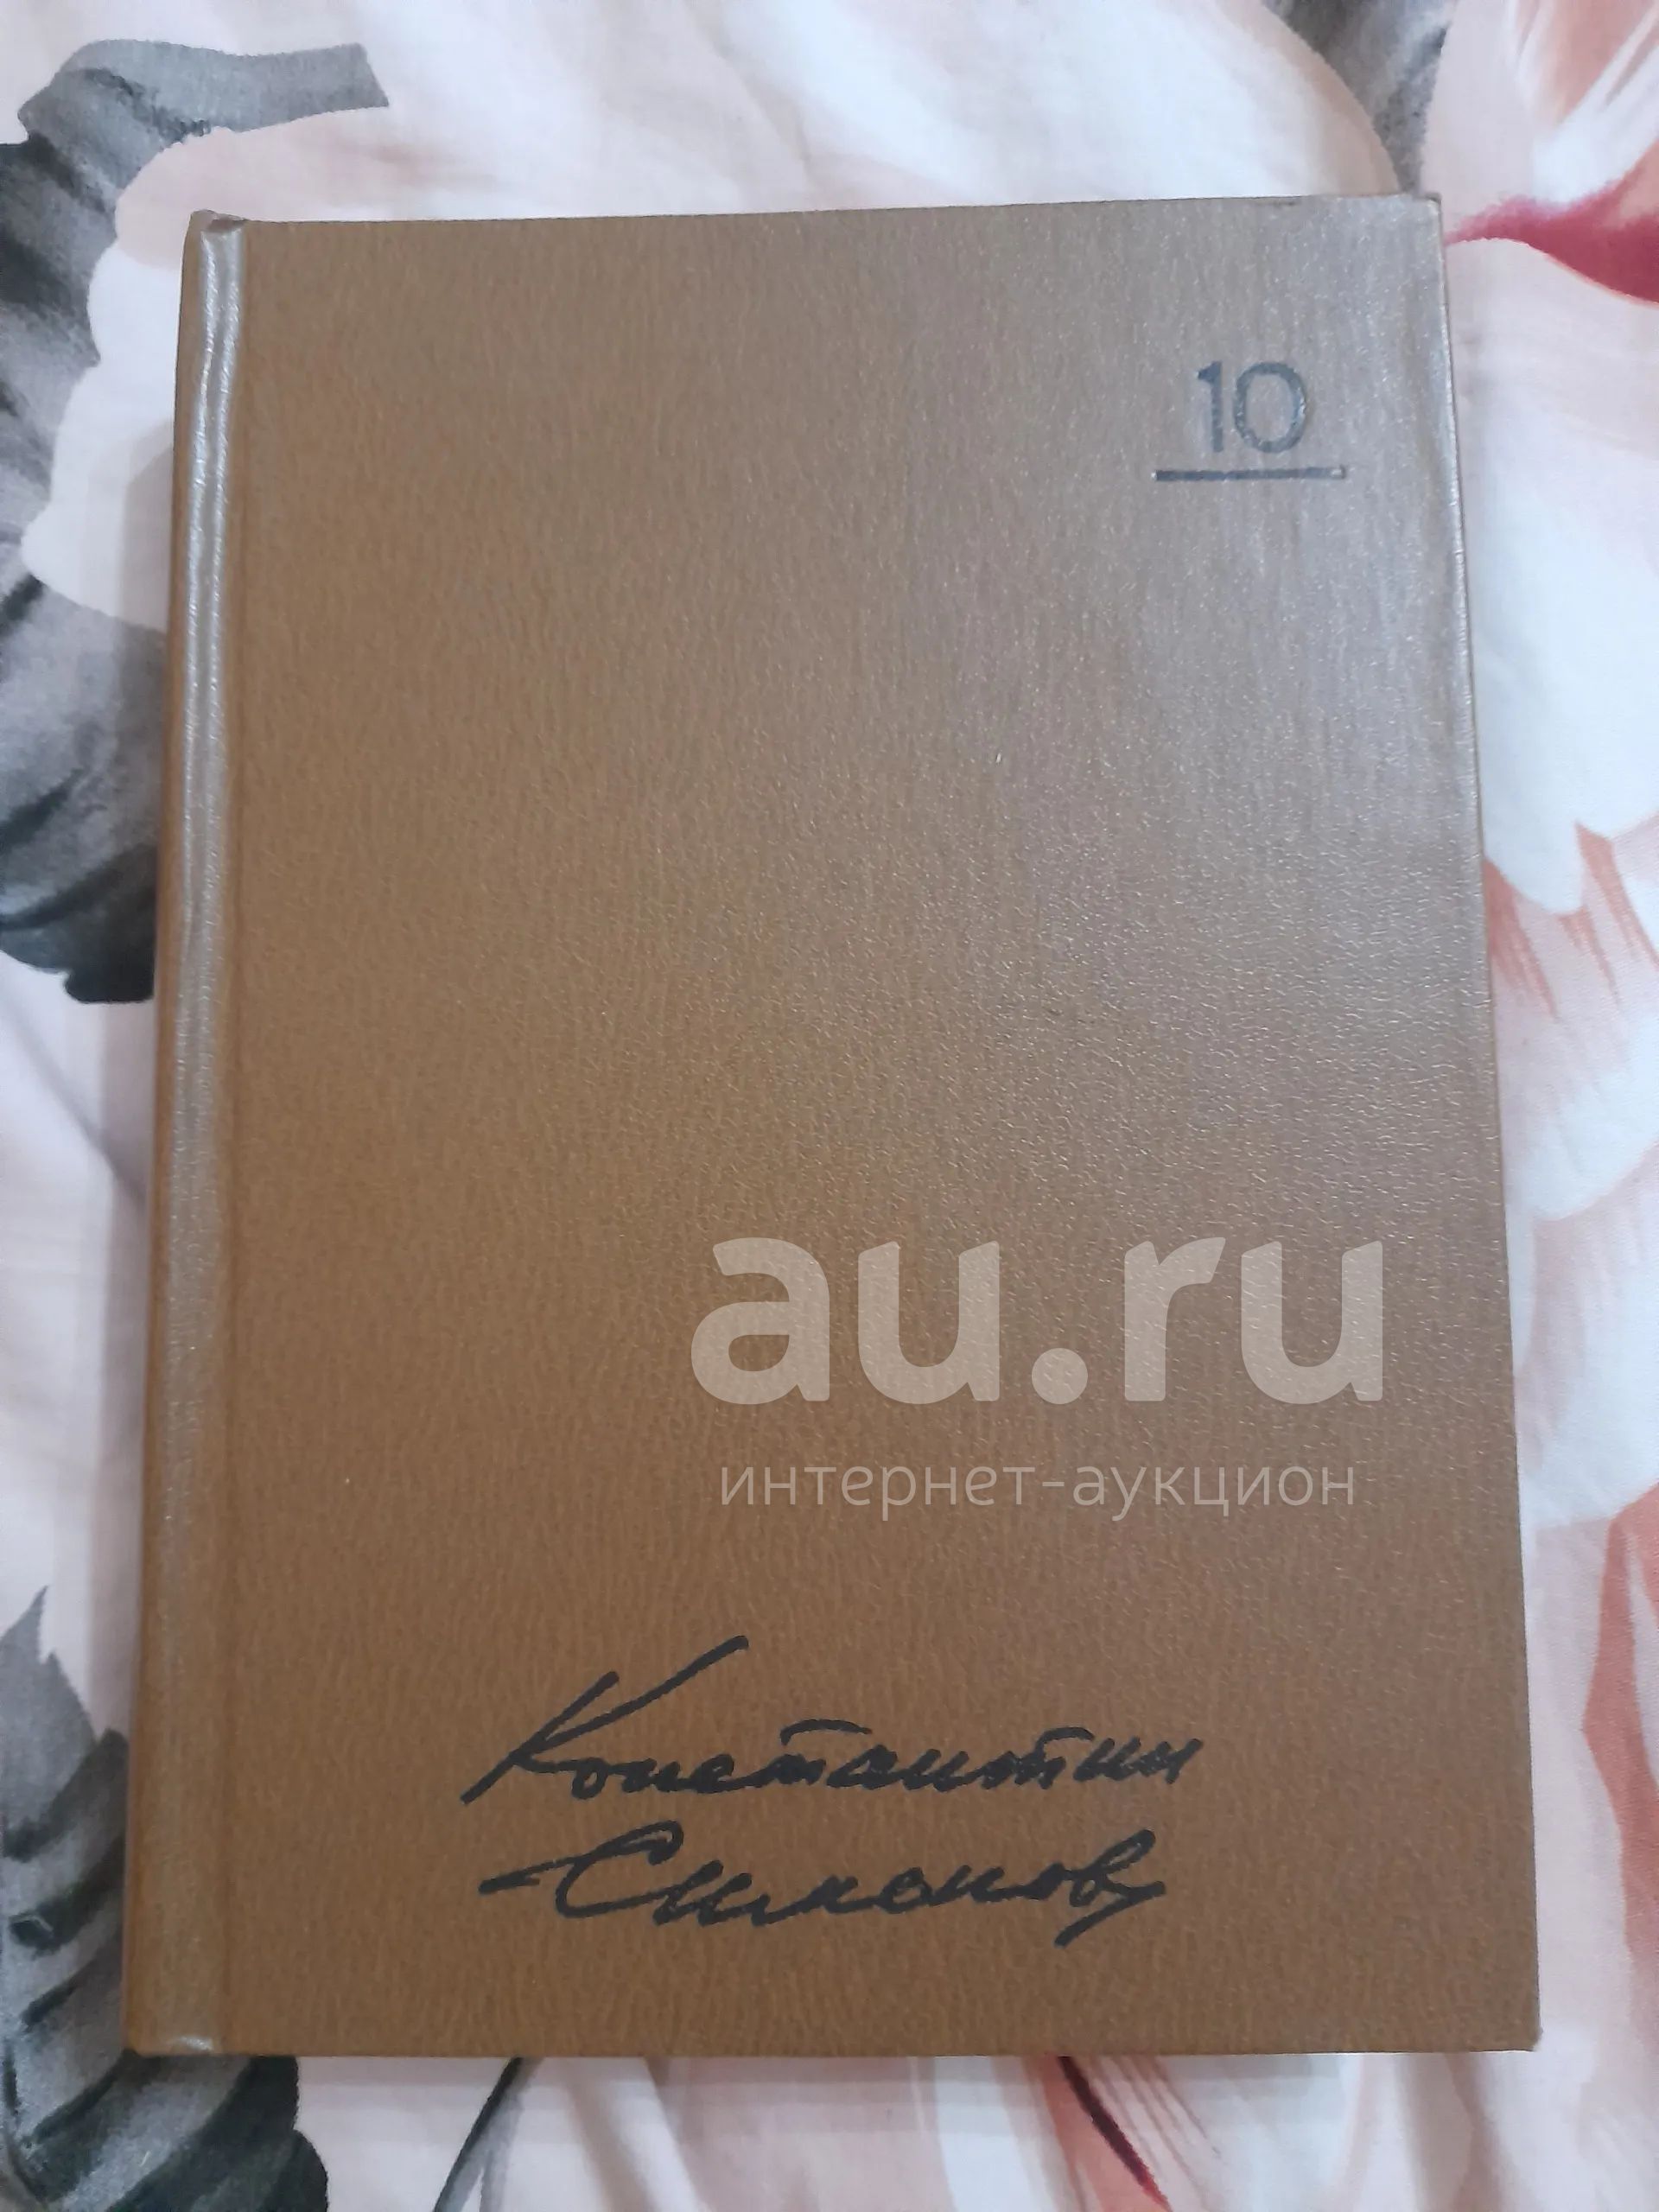 10
au.ru
интернет-аукцион
Константин
Симонов